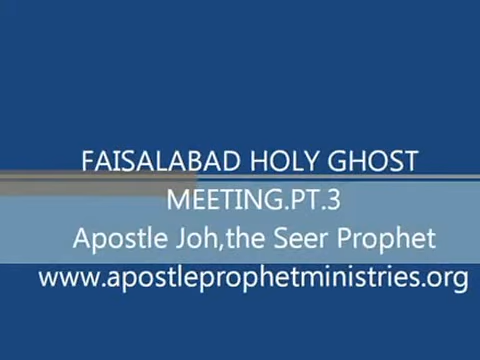 FAISALABAD HOLY GHOST
MEETING.PT.3
Apostle Joh,the Seer Prophet
www.apostleprophetministries.org